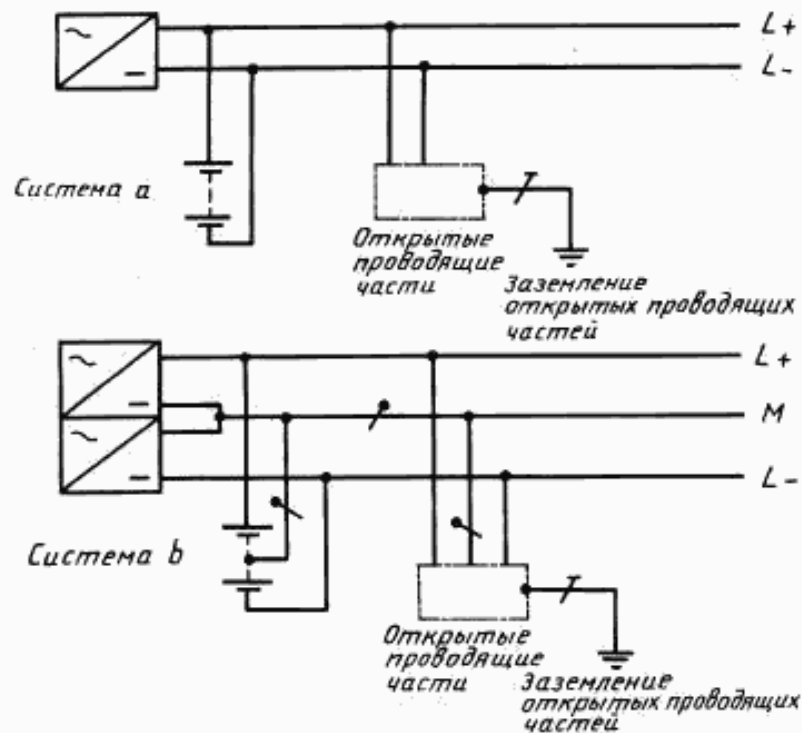 L+
L-
Система a
Открытые
проводящие
части
Заземление
открытых проводящих
частей
L+
M
L-
Система b
Открытые
проводящие
части
Заземление
открытых проводящих
частей